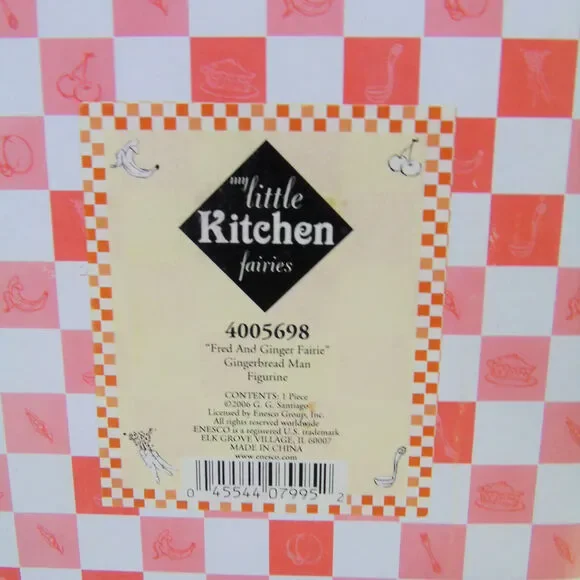 my
little
Kitchen
fairies
4005698
"Fred And Ginger Fairie"
Gingerbread Man
Figurine
CONTENTS: 1 Piece
©2006 G. G. Santiago
Licensed by Enesco Group, Inc.
All rights reserved worldwide
ENESCO is a registered U.S. trademark
ELK GROVE VILLAGE, IL 60007
MADE IN CHINA
www.enesco.com
0 45544 07995 2